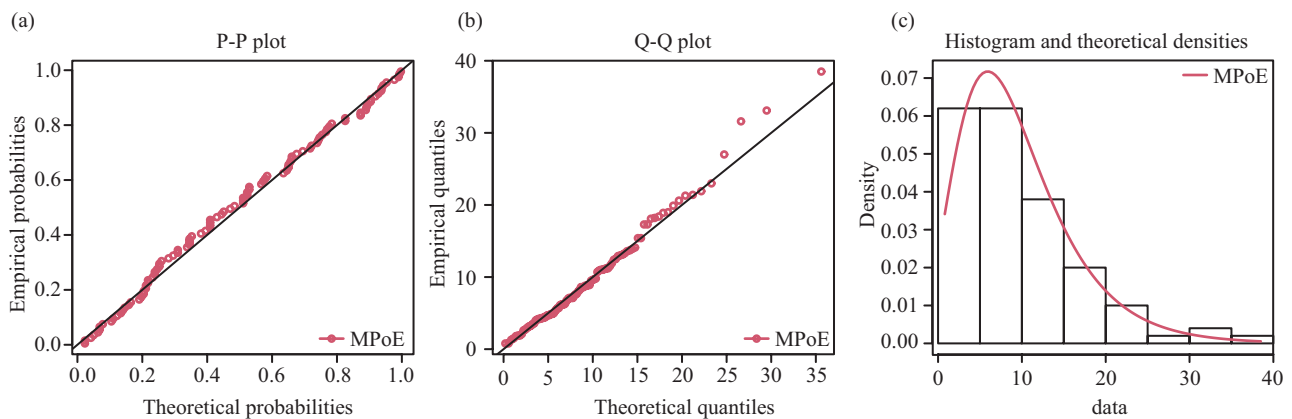 (a)
P-P plot
Empirical probabilities
1.0
0.8
0.6
0.4
0.2
0.0
MPoE
0.0 0.2 0.4 0.6 0.8 1.0
Theoretical probabilities
(b)
Q-Q plot
Empirical quantiles
40
30
20
10
0
MPoE
0 5 10 15 20 25 30 35
Theoretical quantiles
(c)
Histogram and theoretical densities
Density
0.07
0.06
0.05
0.04
0.03
0.02
0.01
0.00
MPoE
0 10 20 30 40
data